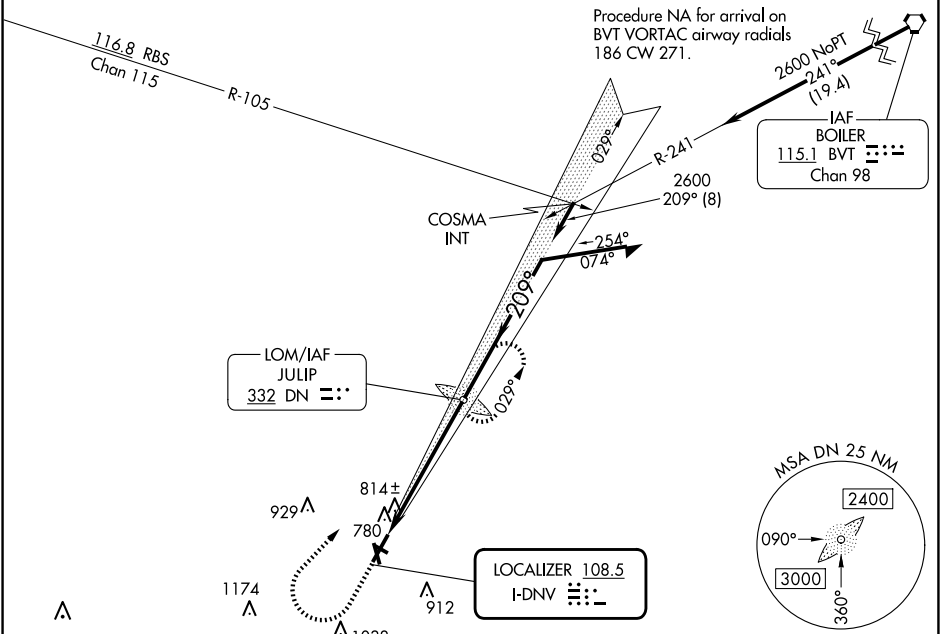 Procedure NA for arrival on
BVT VORTAC airway radials
186 CW 271.
116.8 RBS
Chan 115
R-105
2600 NoPT
241°
(19.4)
IAF
BOILER
115.1 BVT
Chan 98
029°
R-241
2600
209° (8)
COSMA
INT
254°
074°
209°
LOM/IAF
JULIP
332 DN
029°
MSA DN 25 NM
2400
090°
3000
360°
814±
929
780
LOCALIZER 108.5
I-DNV
1174
912